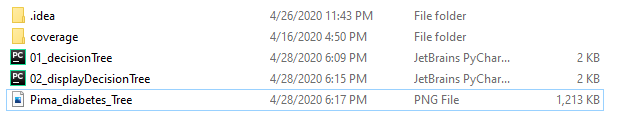 .idea 4/26/2020 11:43 PM File folder
coverage 4/16/2020 4:50 PM File folder
PC 01_decisionTree 4/28/2020 6:09 PM JetBrains PyChar... 2 KB
PC 02_displayDecisionTree 4/28/2020 6:15 PM JetBrains PyChar... 2 KB
Pima_diabetes_Tree 4/28/2020 6:17 PM PNG File 1,213 KB